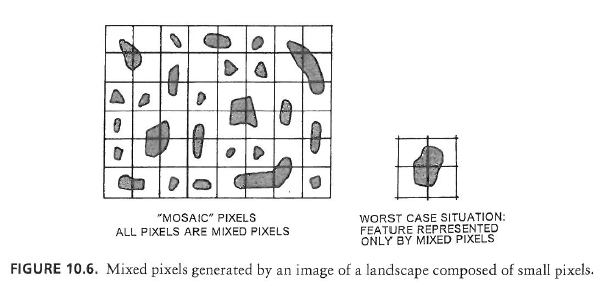 "MOSAIC" PIXELS
ALL PIXELS ARE MIXED PIXELS
WORST CASE SITUATION:
FEATURE REPRESENTED
ONLY BY MIXED PIXELS
FIGURE 10.6. Mixed pixels generated by an image of a landscape composed of small pixels.